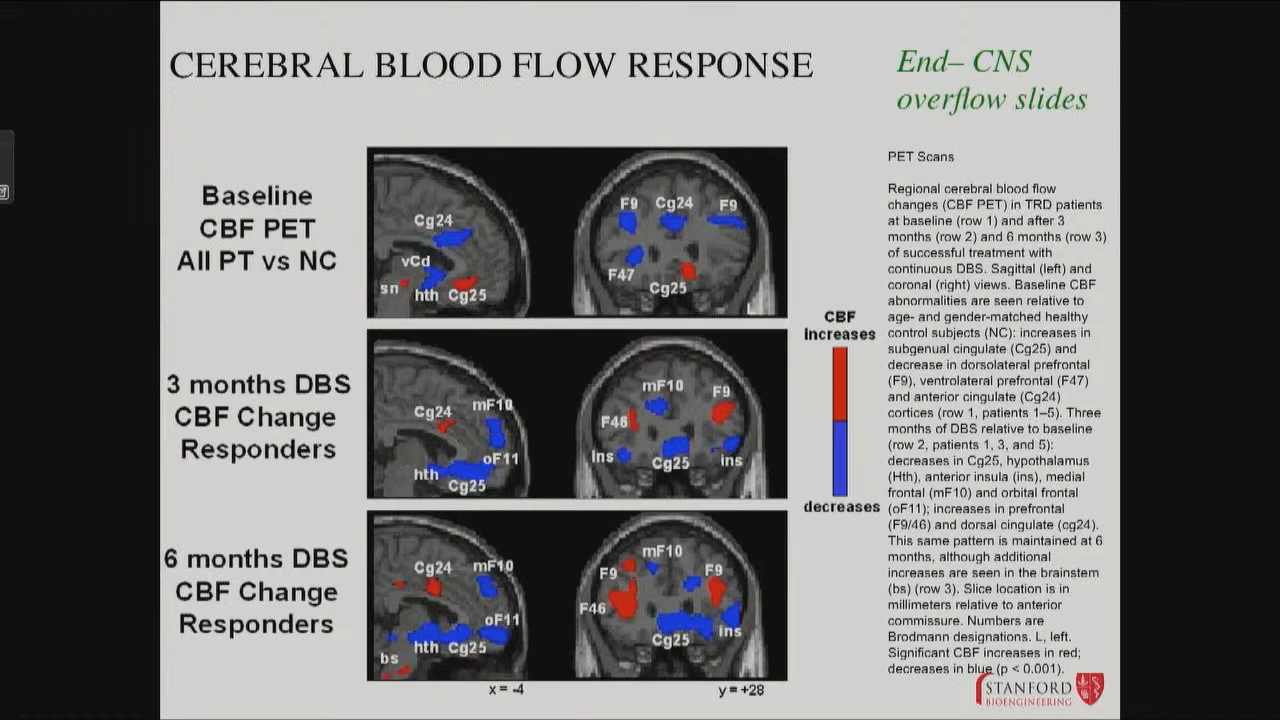 CEREBRAL BLOOD FLOW RESPONSE
End– CNS
overflow slides
Baseline
CBF PET
All PT vs NC
Cg24
vCd
sn
hth
Cg25
F9
Cg24
F9
F47
Cg25
L
3 months DBS
CBF Change
Responders
Cg24
mF10
hth
oF11
Cg25
mF10
F9
F46
Ins
Cg25
ins
6 months DBS
CBF Change
Responders
Cg24
mF10
oF11
hth
Cg25
bs
mF10
F9
F9
F46
Cg25
ins
x = -4
y = +28
CBF
increases
decreases
PET Scans
Regional cerebral blood flow
changes (CBF PET) in TRD patients
at baseline (row 1) and after 3
months (row 2) and 6 months (row 3)
of successful treatment with
continuous DBS. Sagittal (left) and
coronal (right) views. Baseline CBF
abnormalities are seen relative to
age- and gender-matched healthy
control subjects (NC): increases in
subgenual cingulate (Cg25) and
decrease in dorsolateral prefrontal
(F9), ventrolateral prefrontal (F47)
and anterior cingulate (Cg24)
cortices (row 1, patients 1–5). Three
months of DBS relative to baseline
(row 2, patients 1, 3, and 5):
decreases in Cg25, hypothalamus
(Hth), anterior insula (ins), medial
frontal (mF10) and orbital frontal
(oF11); increases in prefrontal
(F9/46) and dorsal cingulate (cg24).
This same pattern is maintained at 6
months, although additional
increases are seen in the brainstem
(bs) (row 3). Slice location is in
millimeters relative to anterior
commissure. Numbers are
Brodmann designations. L, left.
Significant CBF increases in red;
decreases in blue (p < 0.001).
STANFORD
BIOENGINEERING